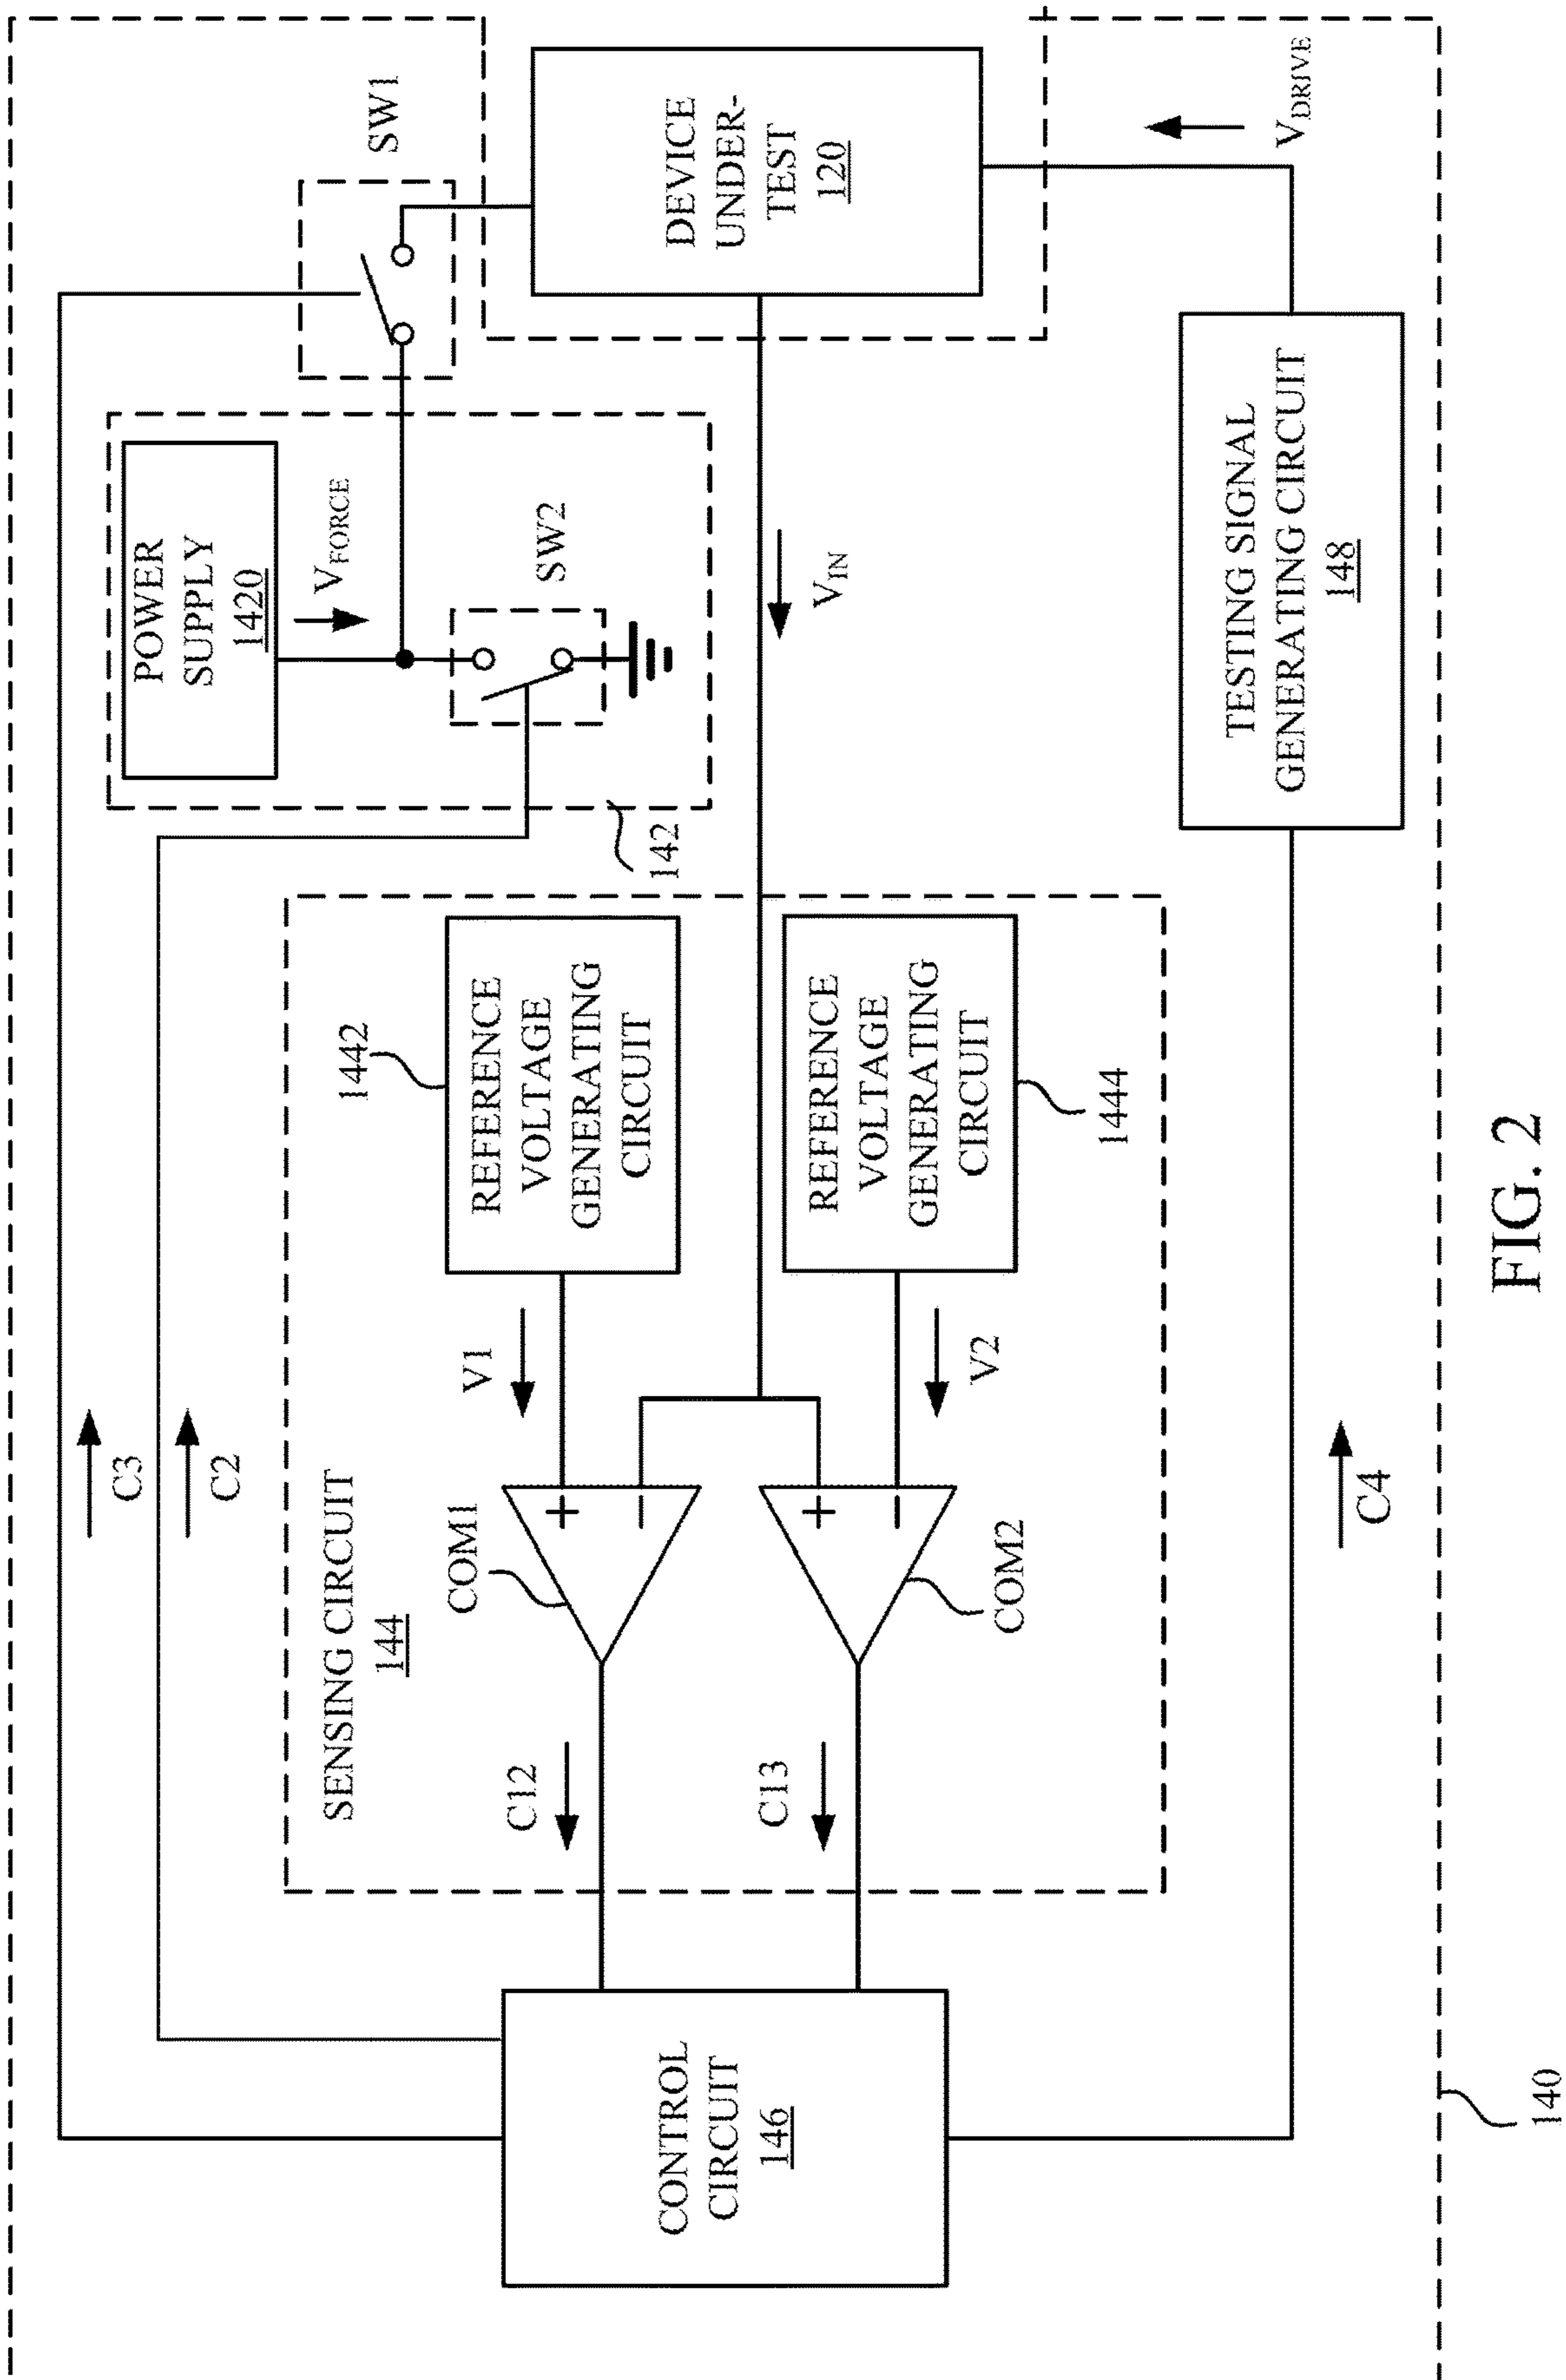 SW1
DEVICE
UNDER-
TEST
120
VDRIVE
POWER
SUPPLY
1420
VFORCE
SW2
142
VIN
TESTING SIGNAL
GENERATING CIRCUIT
148
1442
REFERENCE
VOLTAGE
GENERATING
CIRCUIT
REFERENCE
VOLTAGE
GENERATING
CIRCUIT
1444
V1
V2
C3
C2
SENSING CIRCUIT
144
COM1
+
−
+
−
COM2
C12
C13
C4
CONTROL
CIRCUIT
146
140
FIG. 2